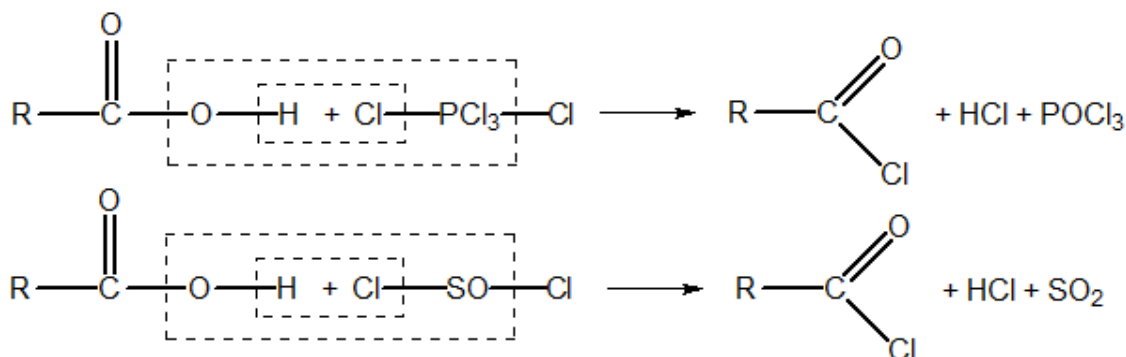 O
R C O H + Cl PCl₃ Cl
O
R C
Cl
+ HCl + POCl₃
O
R C O H + Cl SO Cl
O
R C
Cl
+ HCl + SO₂